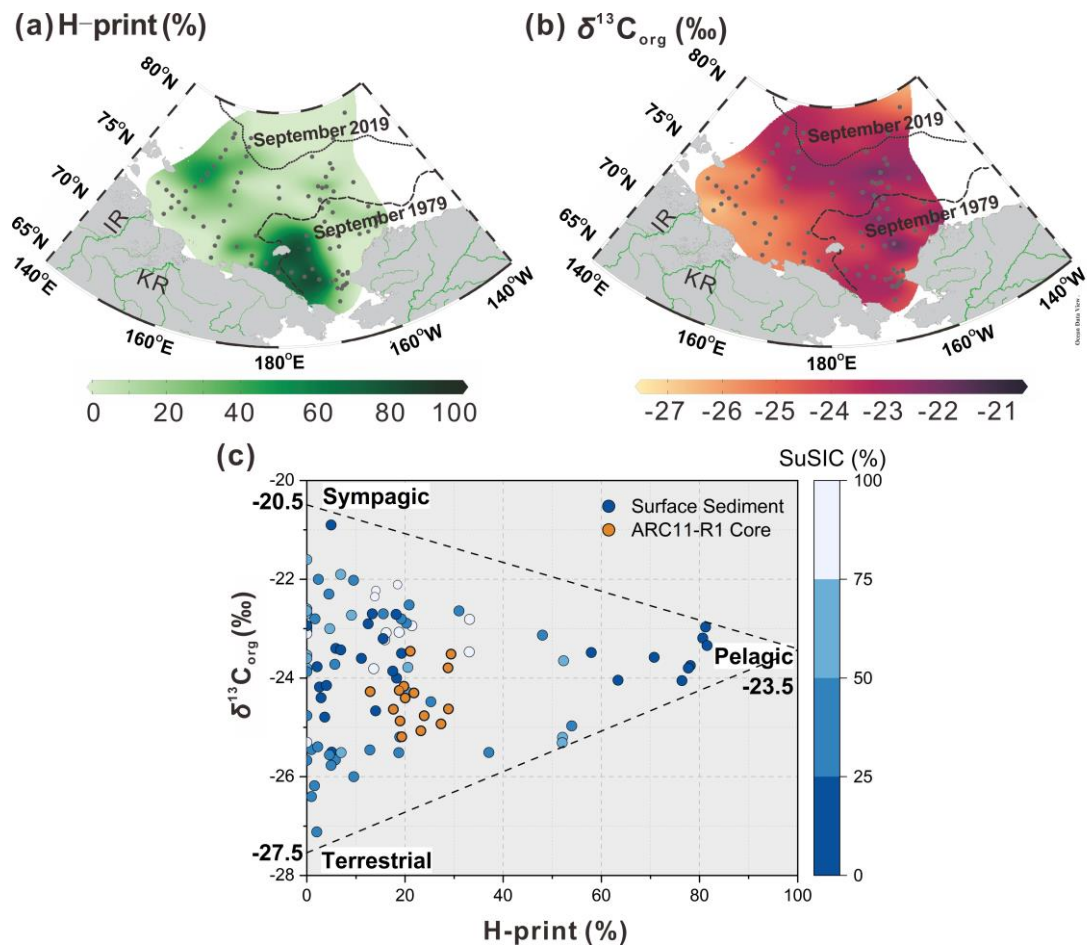 (a) H-print (%)
80°N
75°N
70°N
65°N
140°E
160°E
180°E
160°W
140°W
September 2019
September 1979
IR
KR
0 20 40 60 80 100
(b) δ¹³C org (‰)
80°N
75°N
70°N
65°N
140°E
160°E
180°E
160°W
140°W
September 2019
September 1979
IR
KR
Ocean Data View
-27 -26 -25 -24 -23 -22 -21
(c)
SuSIC (%)
-20
-20.5
Sympagic
Surface Sediment
ARC11-R1 Core
100
-22
75
δ¹³C org (‰)
Pelagic
-23.5
-24
50
-26
25
-27.5
Terrestrial
-28
0
0 20 40 60 80 100
H-print (%)